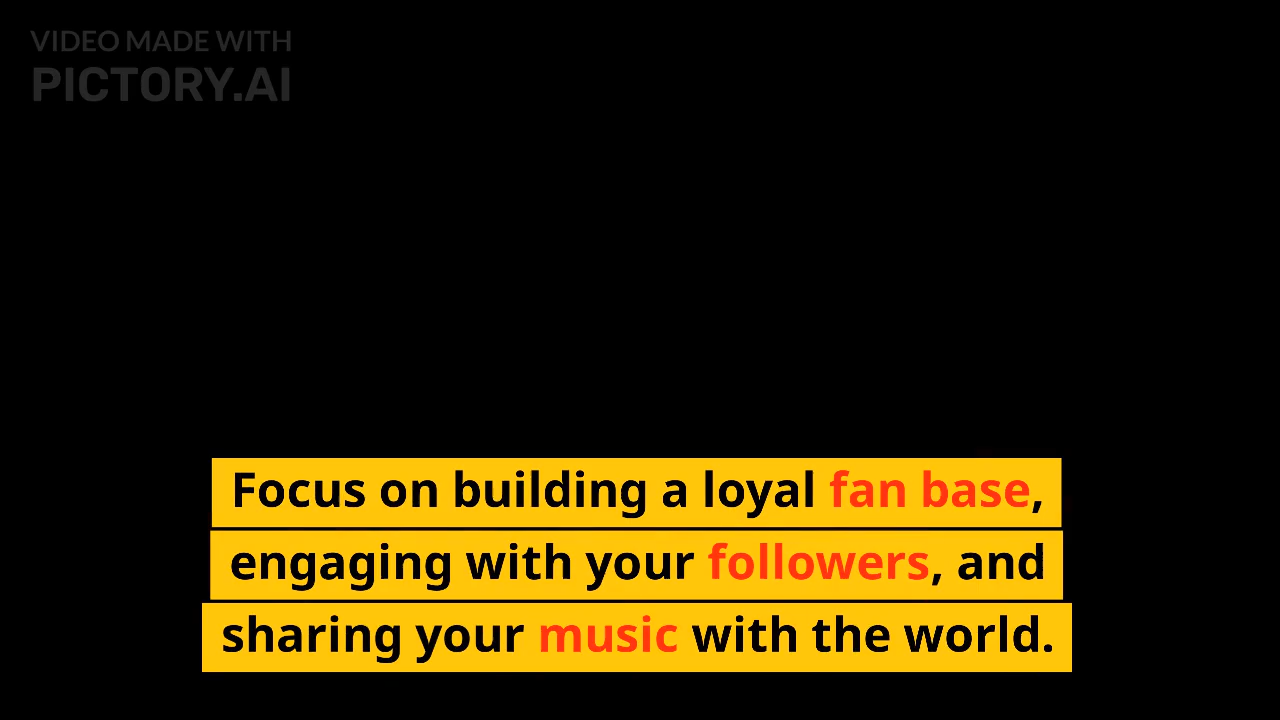 VIDEO MADE WITH
PICTORY.AI
Focus on building a loyal fan base,
engaging with your followers, and
sharing your music with the world.